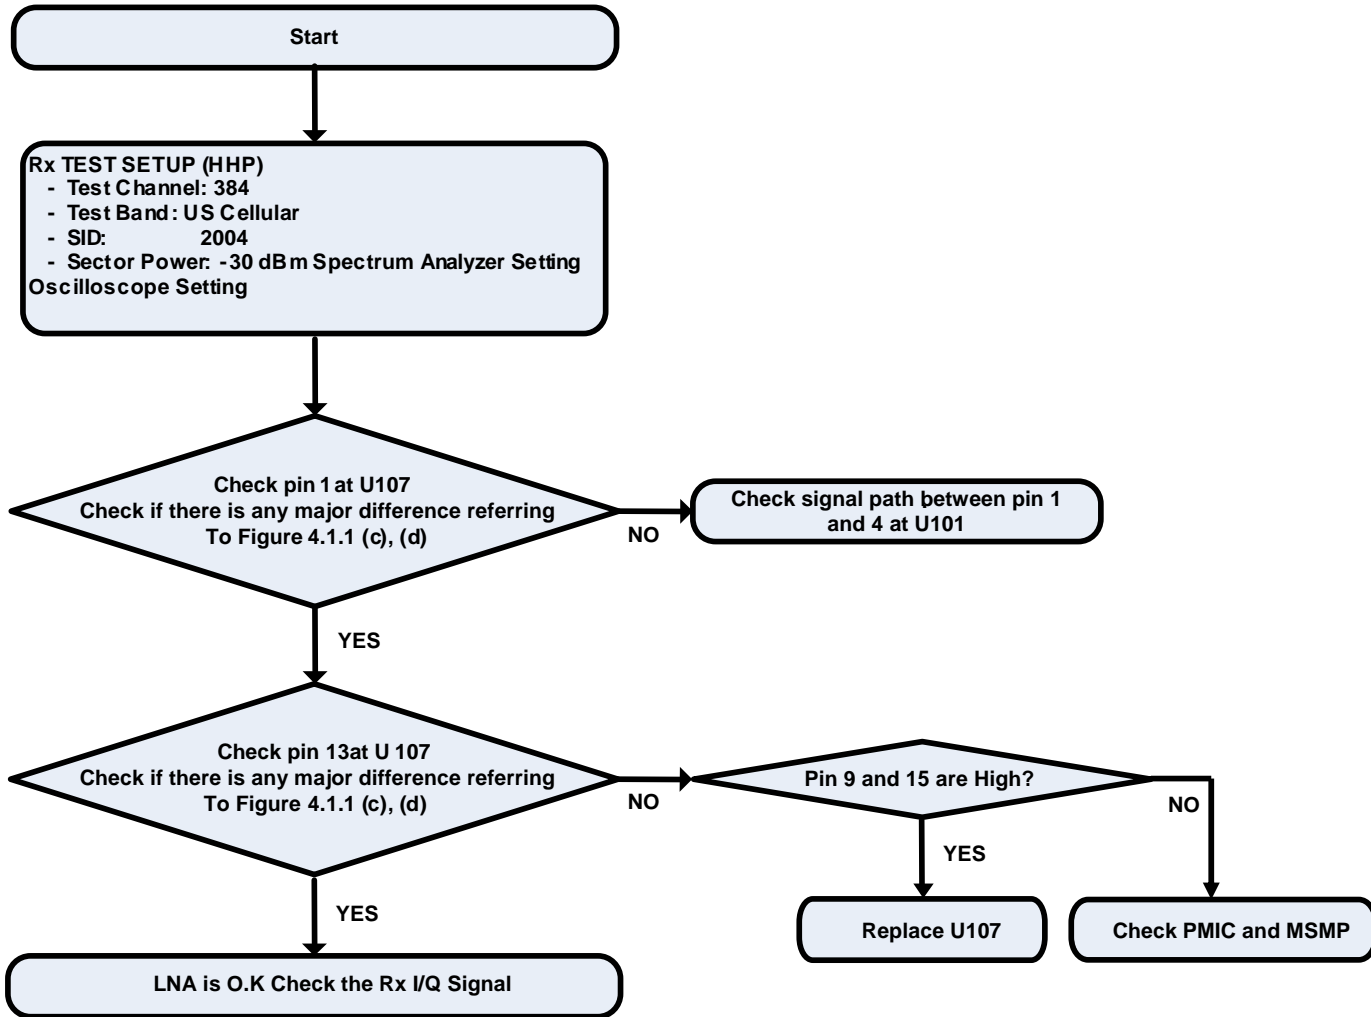 Start
Rx TEST SETUP (HHP)
- Test Channel: 384
- Test Band: US Cellular
- SID: 2004
- Sector Power: -30 dBm Spectrum Analyzer Setting
Oscilloscope Setting
Check pin 1 at U107
Check if there is any major difference referring
To Figure 4.1.1 (c), (d)
NO
Check signal path between pin 1
and 4 at U101
YES
Check pin 13at U 107
Check if there is any major difference referring
To Figure 4.1.1 (c), (d)
NO
Pin 9 and 15 are High?
NO
YES
YES
Replace U107
Check PMIC and MSMP
LNA is O.K Check the Rx I/Q Signal